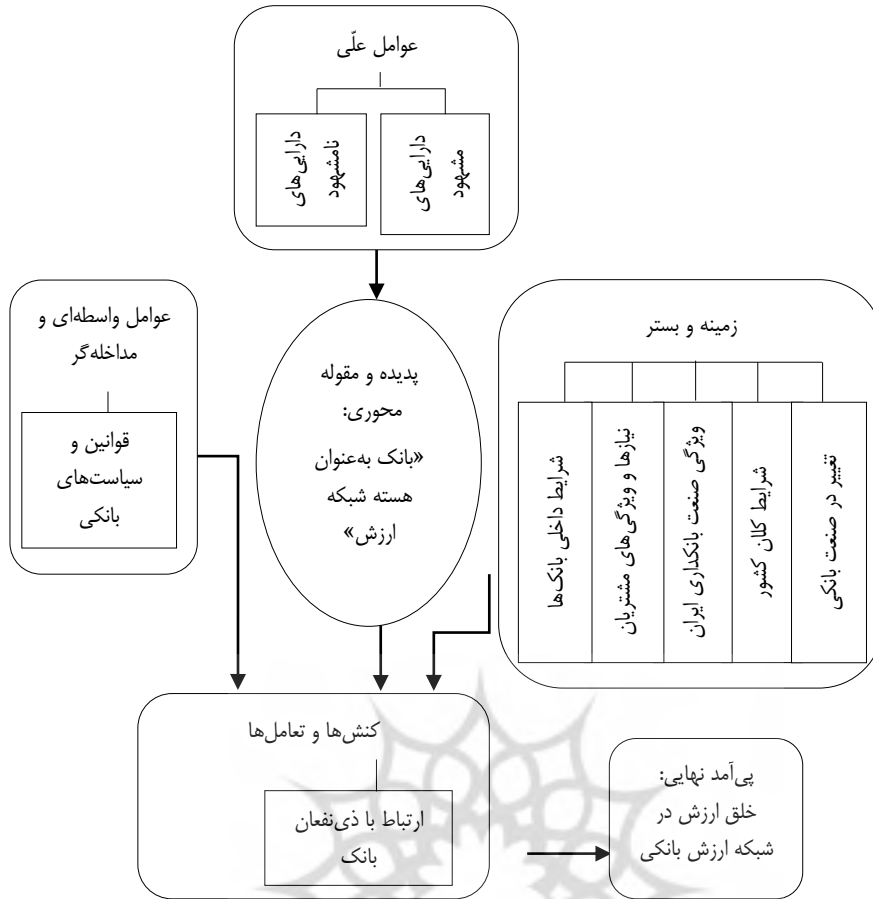 عوامل علّی
دارایی‌های
مشهود
دارایی‌های
نامشهود
عوامل واسطه‌ای و
مداخله‌گر
قوانین و
سیاست‌های
بانکی
پدیده و مقوله
محوری:
«بانک به‌عنوان
هسته شبکه
ارزش»
زمینه و بستر
تغییر در صنعت بانکی
شرایط کلان کشور
ویژگی صنعت بانکداری ایران
نیازها و ویژگی‌های مشتریان
شرایط داخلی بانک‌ها
کنش‌ها و تعامل‌ها
ارتباط با ذی‌نفعان
بانک
پی‌آمد نهایی:
خلق ارزش در
شبکه ارزش بانکی